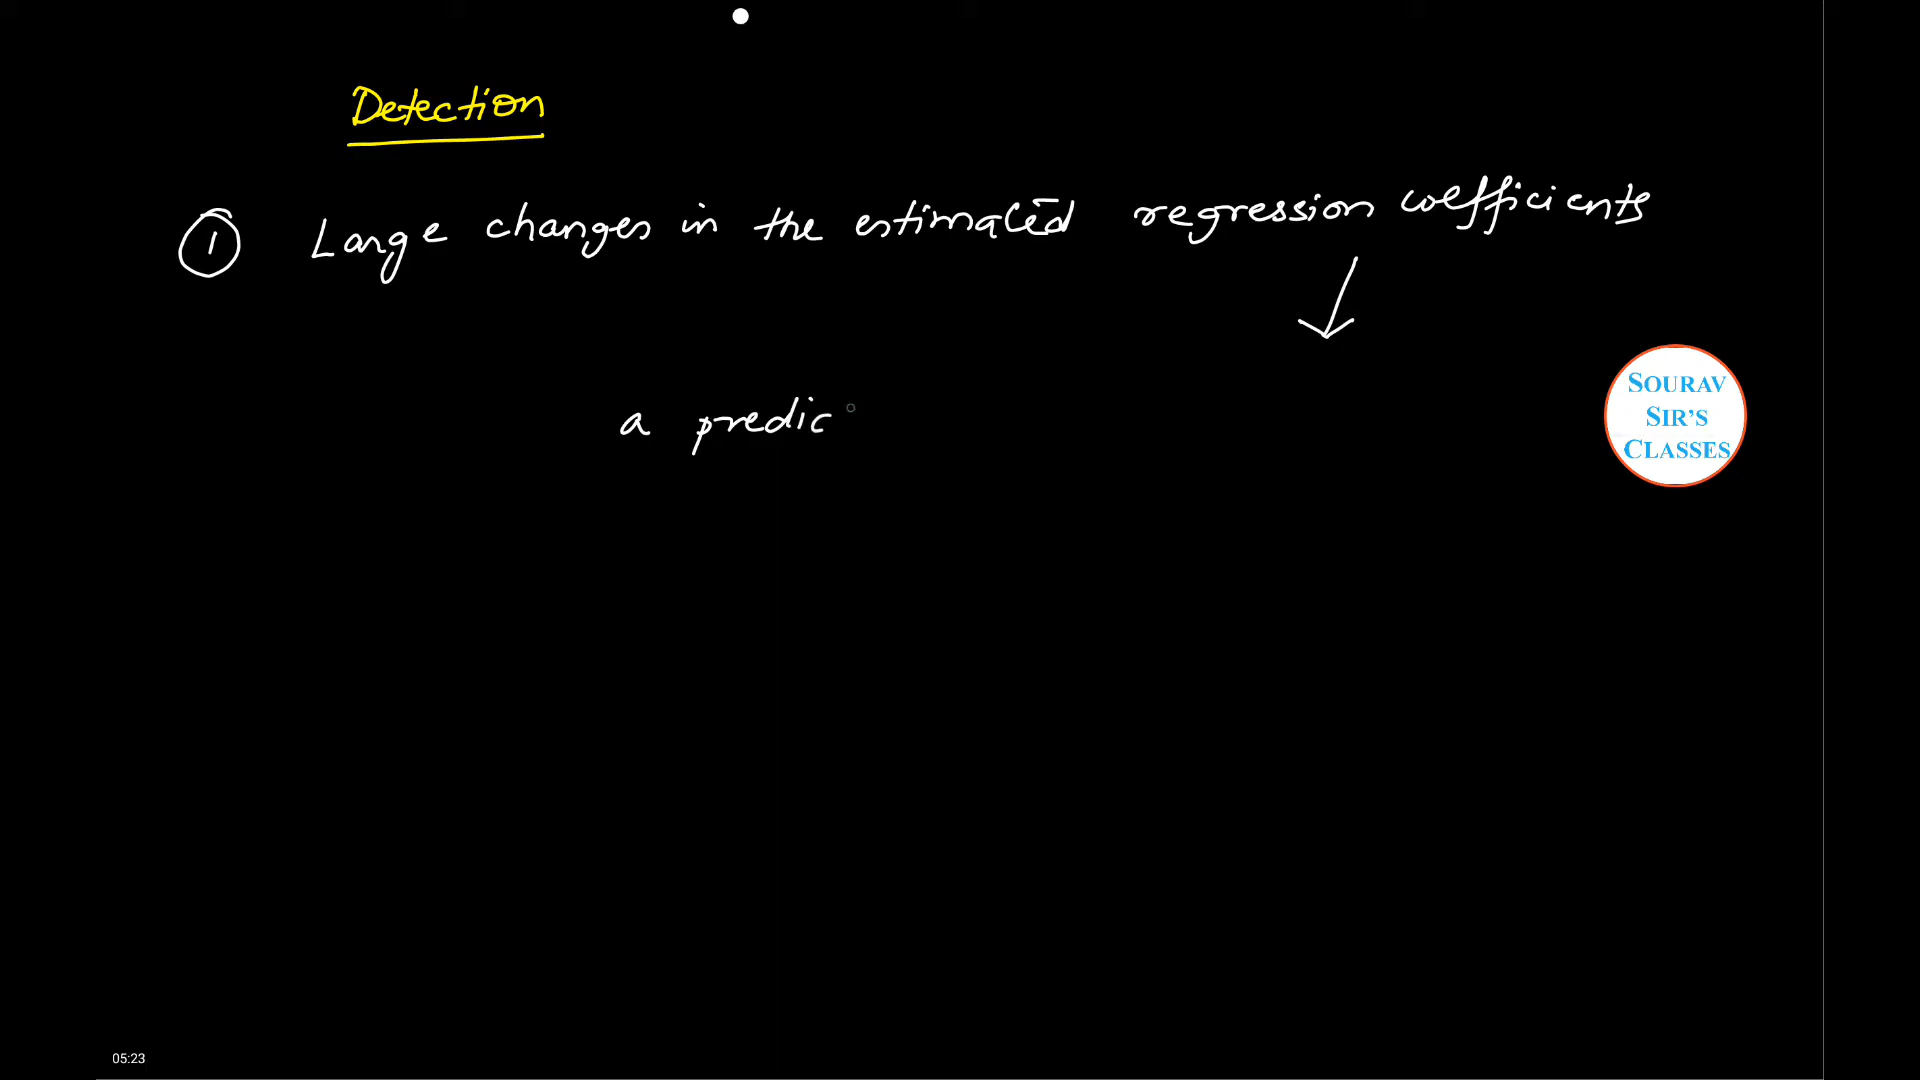 Detection
① Large changes in the estimated regression coefficients
a predic
SOURAV
SIR'S
CLASSES
05:23